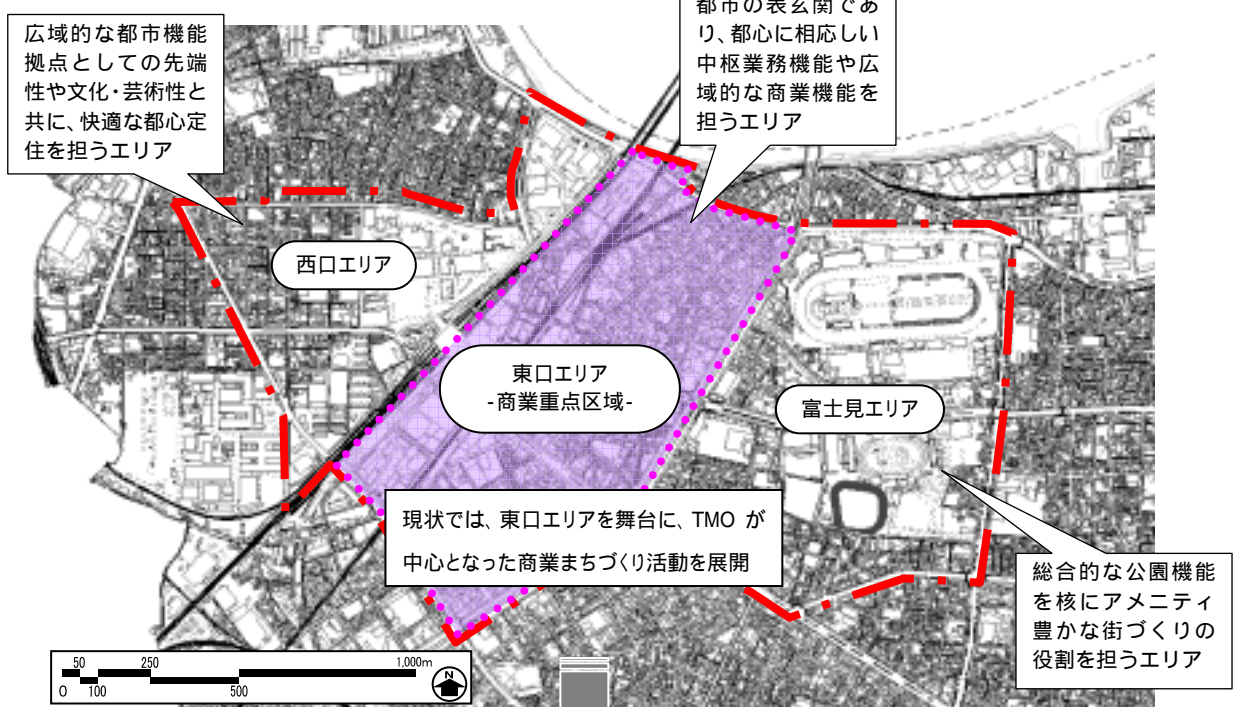 広域的な都市機能
拠点としての先端
性や文化・芸術性と
共に、快適な都心定
住を担うエリア
都市の表玄関であ
り、都心に相応しい
中枢業務機能や広
域的な商業機能を
担うエリア
西口エリア
東口エリア
-商業重点区域-
富士見エリア
現状では、東口エリアを舞台に、TMO が
中心となった商業まちづくり活動を展開
総合的な公園機能
を核にアメニティ
豊かな街づくりの
役割を担うエリア
50 250 1,000m
0 100 500
N